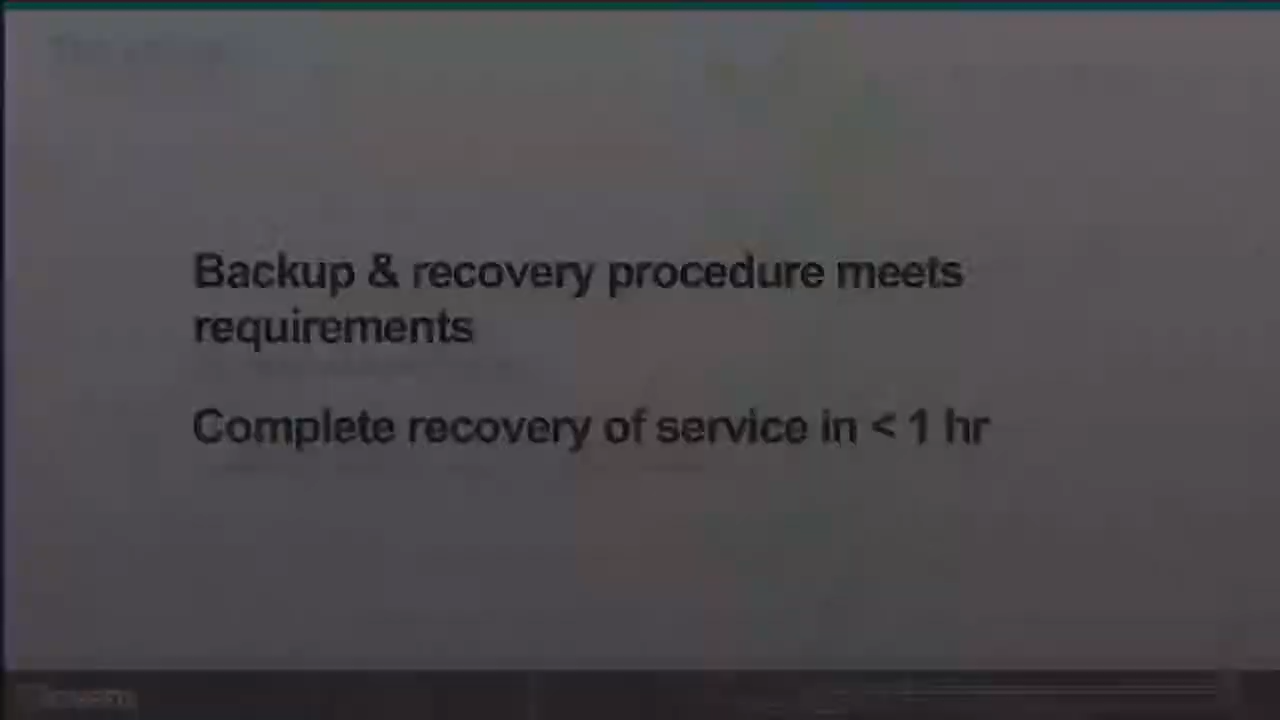 Backup & recovery procedure meets
requirements
Complete recovery of service in < 1 hr